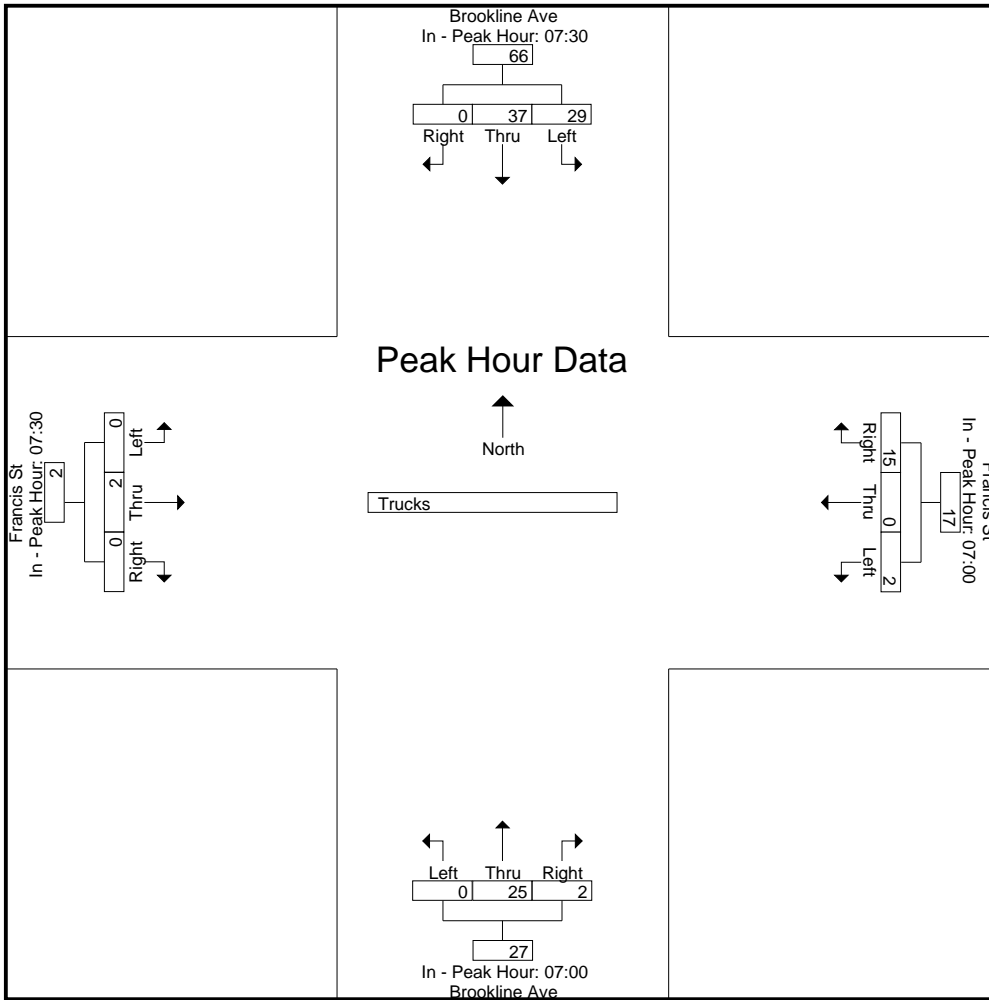 Brookline Ave
In - Peak Hour: 07:30
66
0 37 29
Right Thru Left
Peak Hour Data
North
Trucks
Francis St
In - Peak Hour: 07:30
2
0 2 0
Left Thru Right
Francis St
In - Peak Hour: 07:00
17
15 0 2
Right Thru Left
Left Thru Right
0 25 2
27
In - Peak Hour: 07:00
Brookline Ave